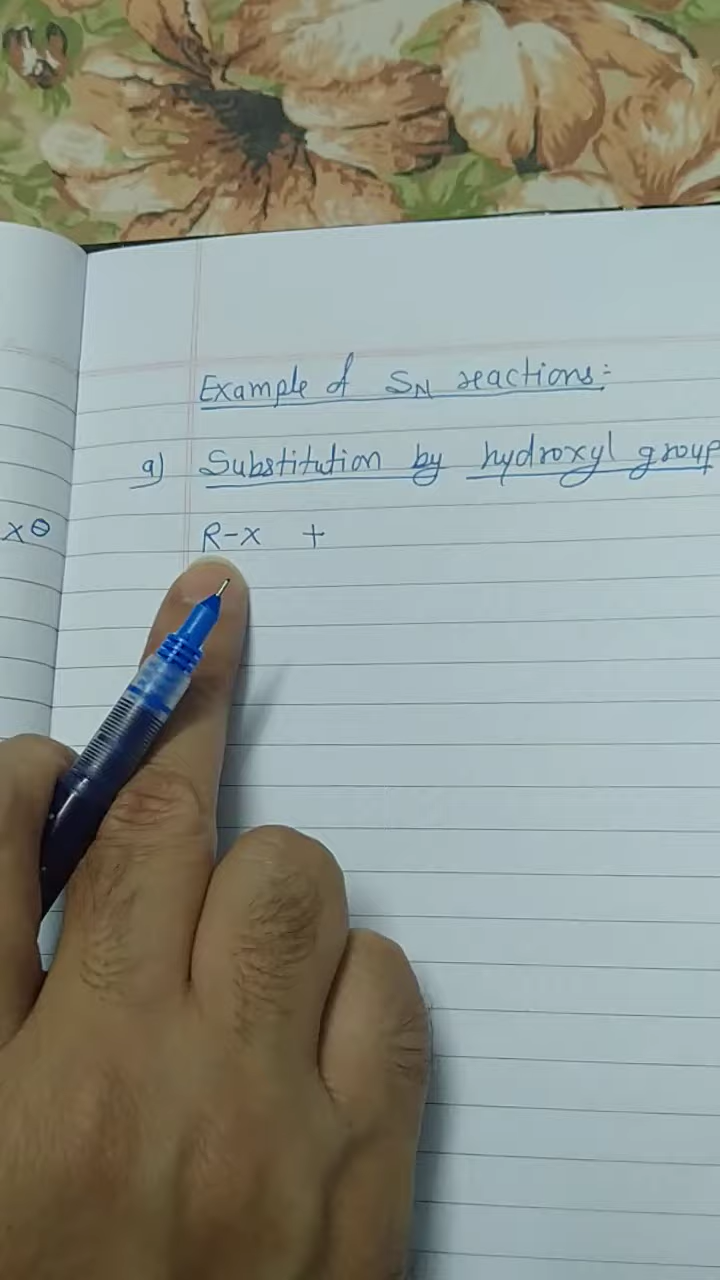 Example of SN reactions:
a) Substitution by hydroxyl group
X⊖
R-X +